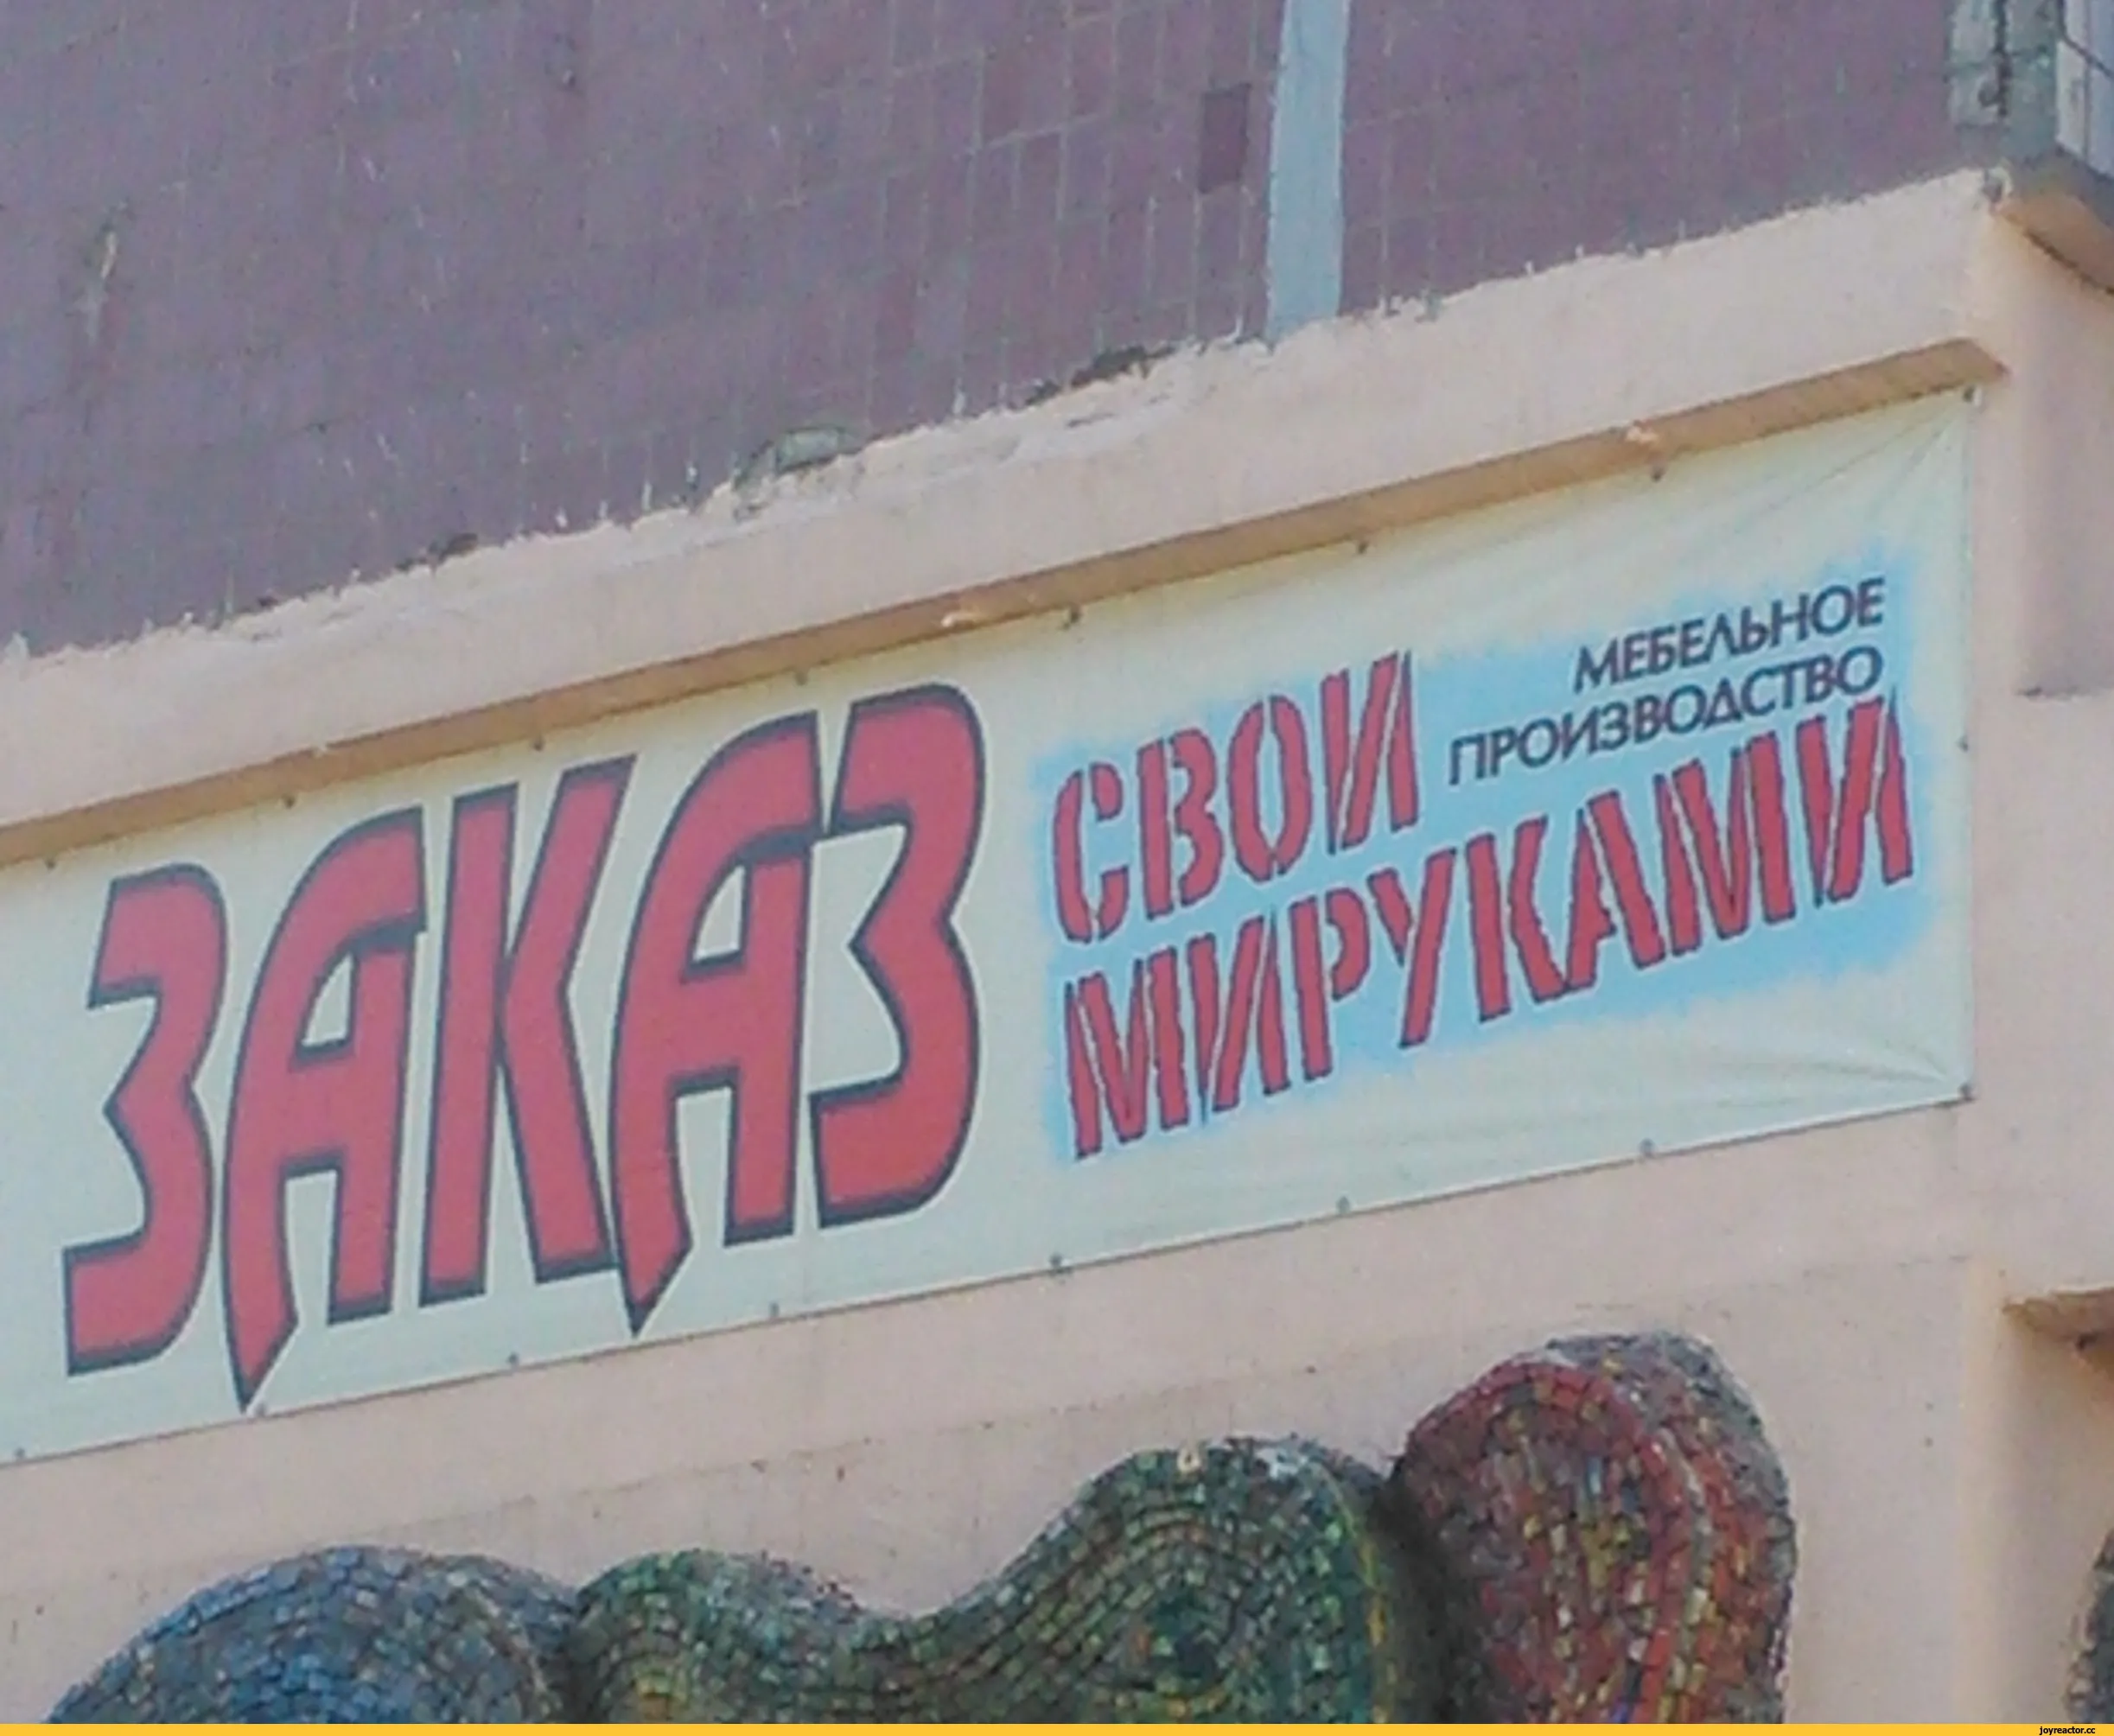 ЗАКАЗ
СВОИ
МЕБЕЛЬНОЕ
ПРОИЗВОДСТВО
МИРУКАМИ
joyreactor.cc